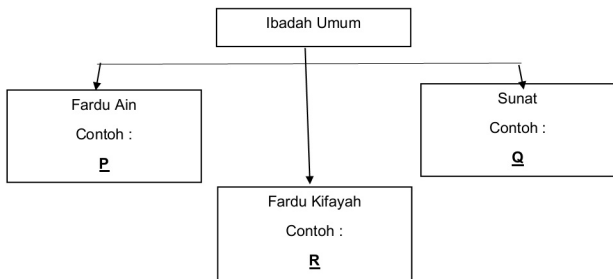 Ibadah Umum
Fardu Ain
Contoh :
P
Sunat
Contoh :
Q
Fardu Kifayah
Contoh :
R